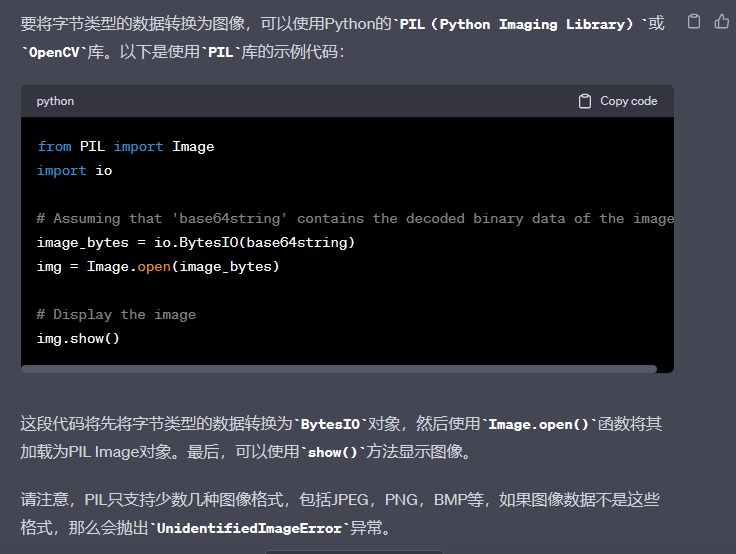 要将字节类型的数据转换为图像，可以使用Python的`PIL（Python Imaging Library）`或
`OpenCV`库。以下是使用`PIL`库的示例代码：
python
Copy code
from PIL import Image
import io
# Assuming that 'base64string' contains the decoded binary data of the image
image_bytes = io.BytesIO(base64string)
img = Image.open(image_bytes)
# Display the image
img.show()
这段代码将先将字节类型的数据转换为`BytesIO`对象，然后使用`Image.open()`函数将其
加载为PIL Image对象。最后，可以使用`show()`方法显示图像。
请注意，PIL只支持少数几种图像格式，包括JPEG，PNG，BMP等，如果图像数据不是这些
格式，那么会抛出`UnidentifiedImageError`异常。